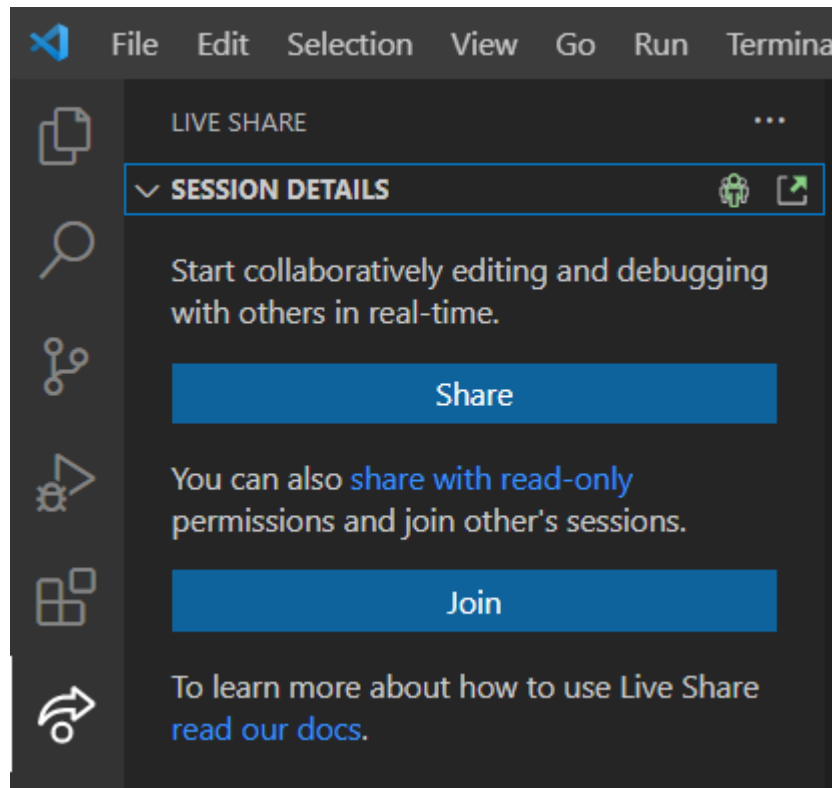 File Edit Selection View Go Run Termina
LIVE SHARE
SESSION DETAILS
Start collaboratively editing and debugging
with others in real-time.
Share
You can also share with read-only
permissions and join other's sessions.
Join
To learn more about how to use Live Share
read our docs.